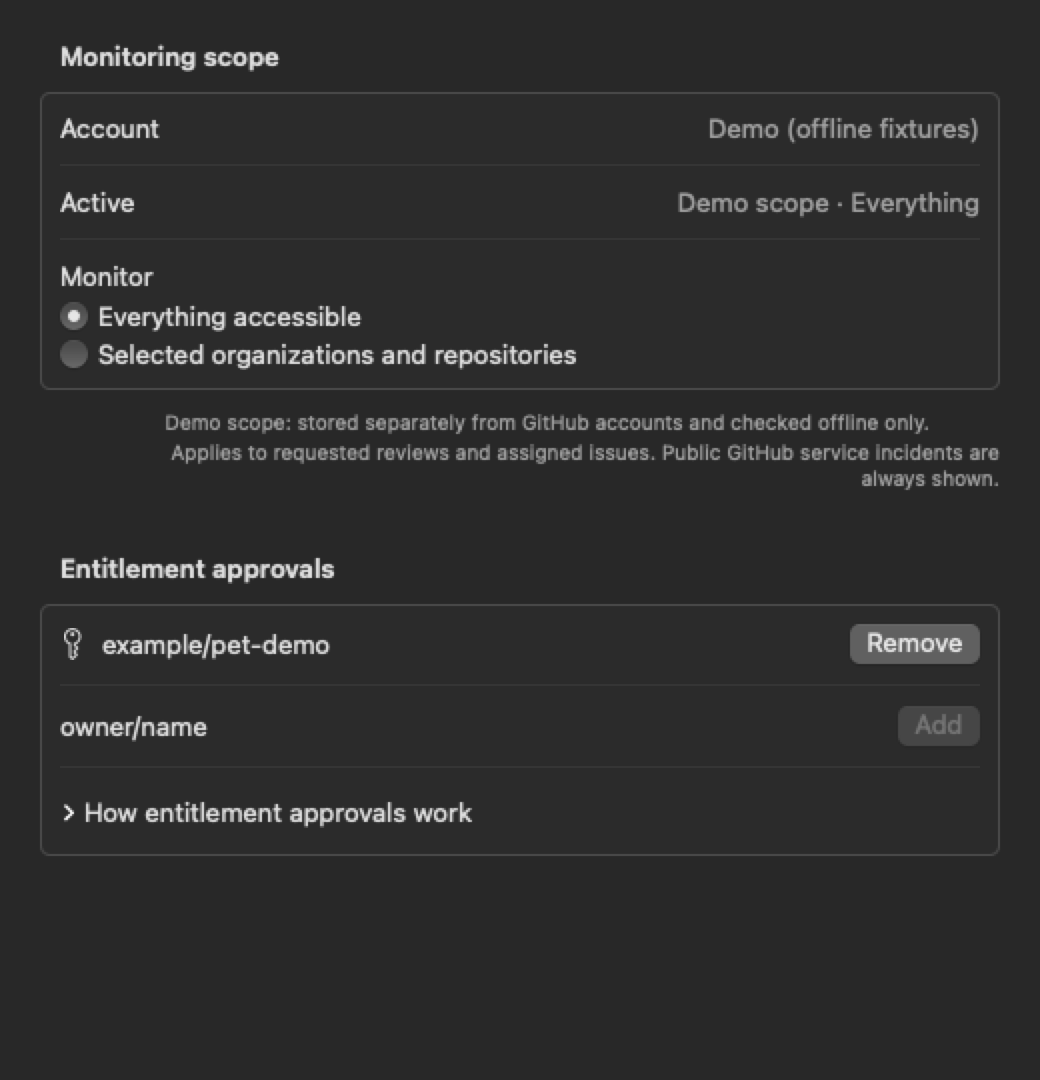 Monitoring scope
Account Demo (offline fixtures)
Active Demo scope · Everything
Monitor
Everything accessible
Selected organizations and repositories
Demo scope: stored separately from GitHub accounts and checked offline only.
Applies to requested reviews and assigned issues. Public GitHub service incidents are
always shown.
Entitlement approvals
example/pet-demo Remove
owner/name Add
How entitlement approvals work